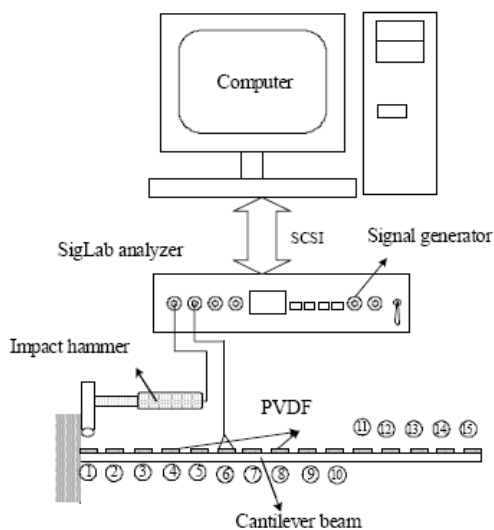 Computer
SCSI
Signal generator
SigLab analyzer
Impact hammer
PVDF
⑪ ⑫ ⑬ ⑭ ⑮
① ② ③ ④ ⑤ ⑥ ⑦ ⑧ ⑨ ⑩
Cantilever beam